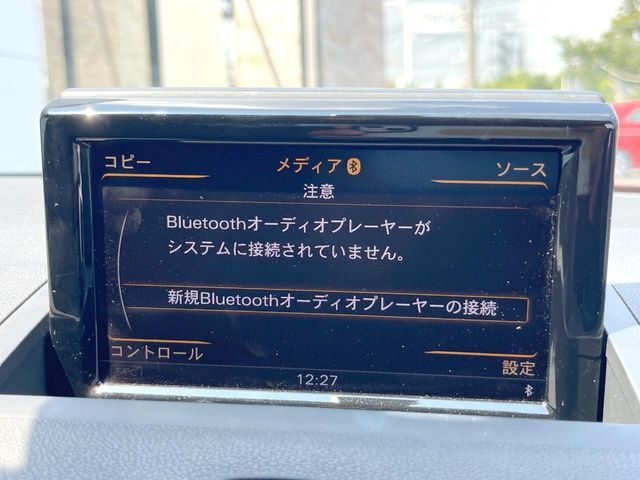 コピー
メディア
ソース
注意
Bluetoothオーディオプレーヤーが
システムに接続されていません。
新規Bluetoothオーディオプレーヤーの接続
コントロール
設定
12:27